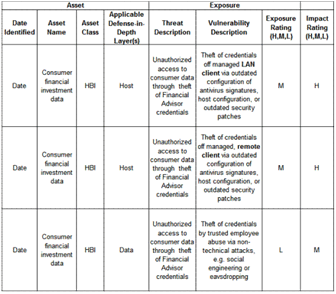 Asset
Exposure
Date
Identified
Asset
Name
Asset
Class
Applicable
Defense-in-
Depth
Layer(s)
Threat
Description
Vulnerability
Description
Exposure
Rating
(H,M,L)
Impact
Rating
(H,M,L)
Date
Consumer
financial
investment
data
HBI
Host
Unauthorized
access to
consumer data
through theft
of Financial
Advisor
credentials
Theft of credentials
off managed LAN
client via outdated
configuration of
antivirus signatures,
host configuration, or
outdated security
patches
M
H
Date
Consumer
financial
investment
data
HBI
Host
Unauthorized
access to
consumer data
through theft
of Financial
Advisor
credentials
Theft of credentials
off managed, remote
client via outdated
configuration of
antivirus signatures,
host configuration, or
outdated security
patches
M
H
Date
Consumer
financial
investment
data
HBI
Data
Unauthorized
access to
consumer data
through theft
of Financial
Advisor
credentials
Theft of credentials
by trusted employee
abuse via non-
technical attacks,
e.g. social
engineering or
eavsdropping
L
M